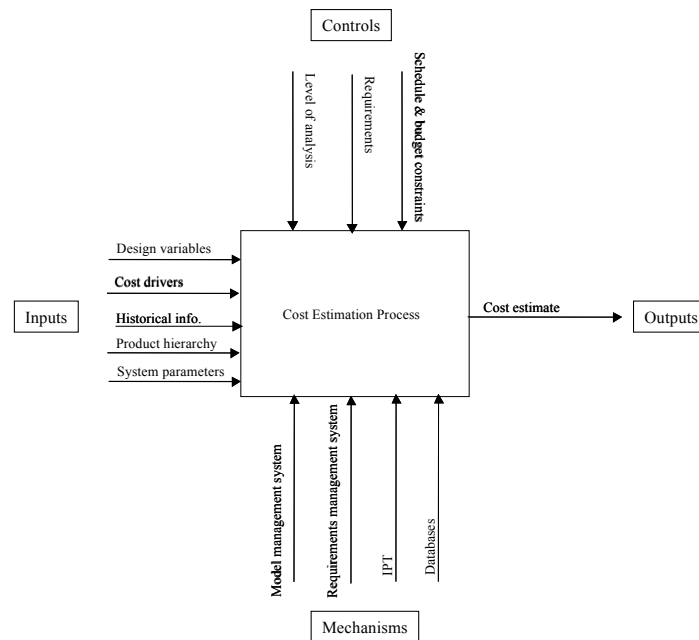 Controls
Level of analysis
Requirements
Schedule & budget constraints
Design variables
Cost drivers
Historical info.
Product hierarchy
System parameters
Inputs
Cost Estimation Process
Cost estimate
Outputs
Model management system
Requirements management system
IPT
Databases
Mechanisms